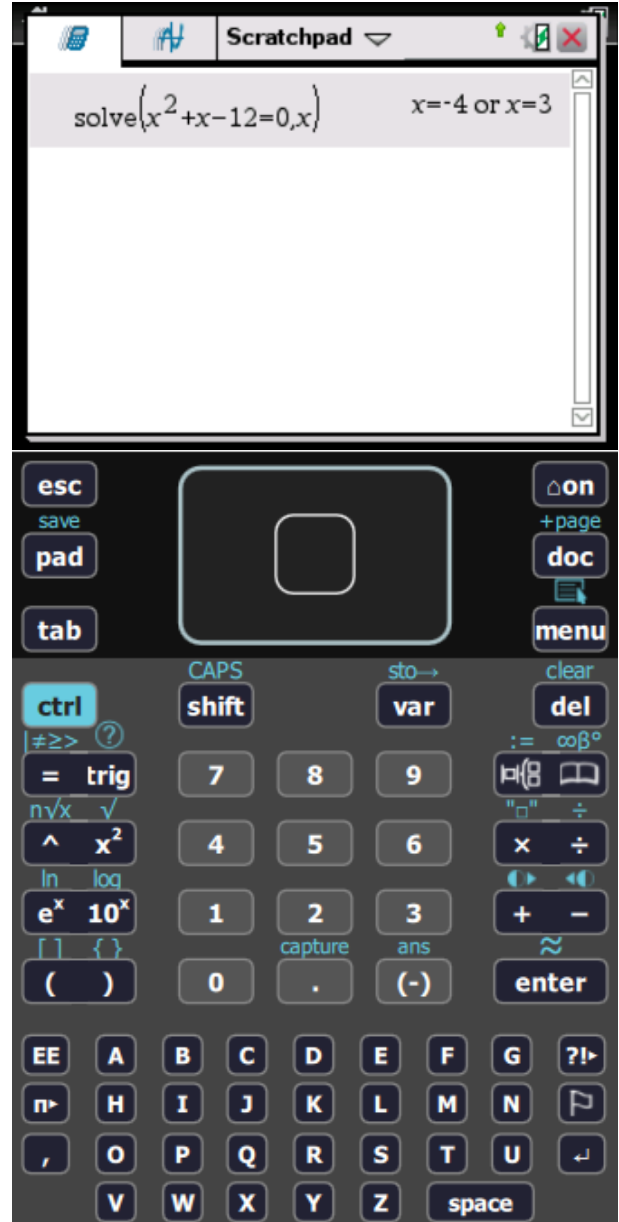 Scratchpad
solve(x²+x−12=0,x) x=-4 or x=3
esc
⌂on
save
+page
pad
doc
tab
menu
CAPS sto→ clear
ctrl shift var del
|≠≥> ? := ∞β°
= trig 7 8 9
n√x √ "□" ÷
^ x² 4 5 6 × ÷
ln log
eˣ 10ˣ 1 2 3 + −
[ ] { } capture ans ≈
( ) 0 . (-) enter
EE A B C D E F G ?!▸
π▸ H I J K L M N
, O P Q R S T U ↵
V W X Y Z space